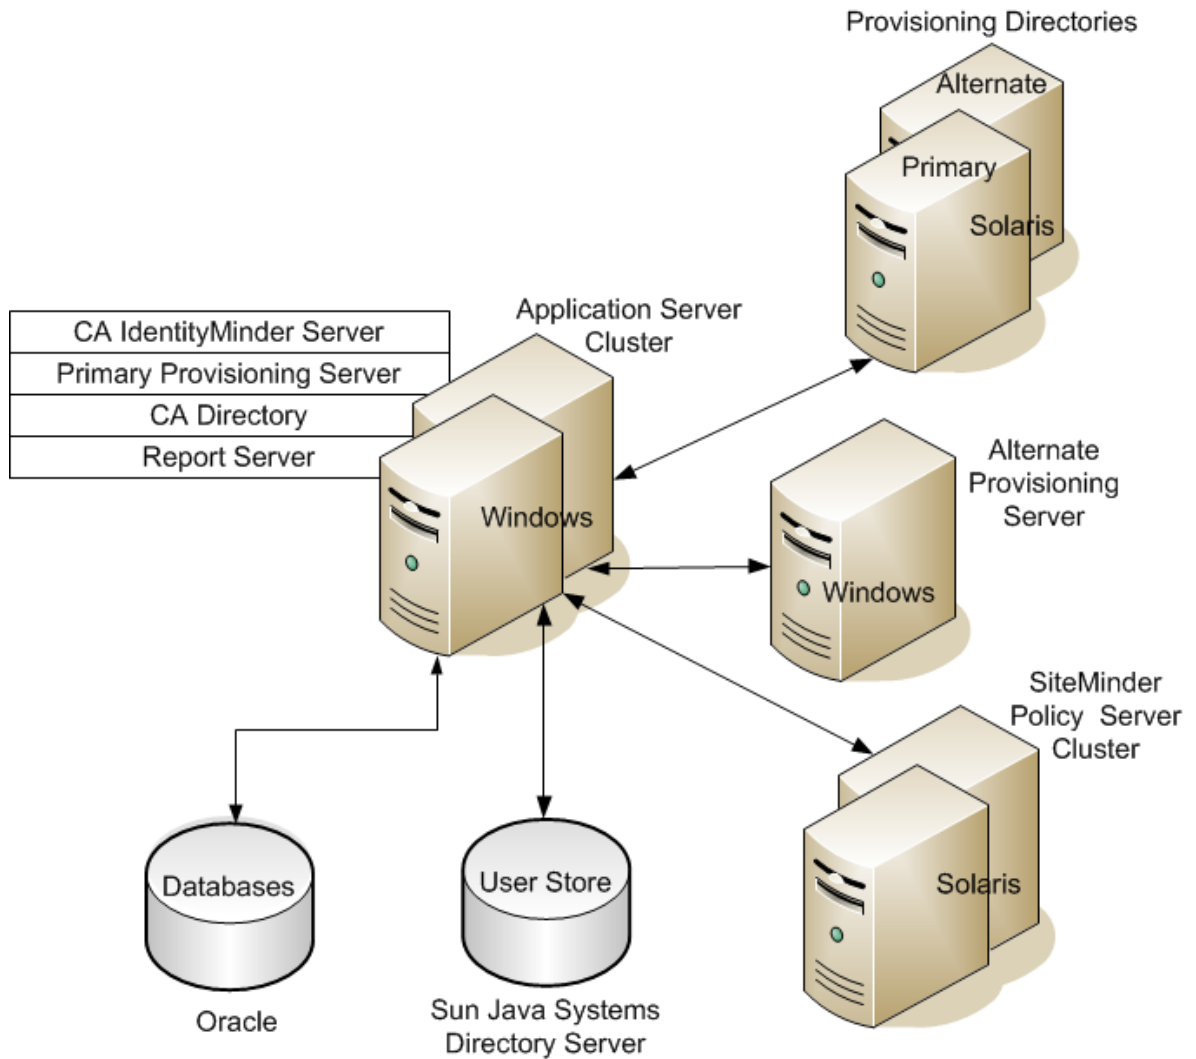 Provisioning Directories
Alternate
Primary
Solaris
Application Server
Cluster
CA IdentityMinder Server
Primary Provisioning Server
CA Directory
Report Server
Windows
Alternate
Provisioning
Server
Windows
SiteMinder
Policy Server
Cluster
Solaris
Databases
Oracle
User Store
Sun Java Systems
Directory Server